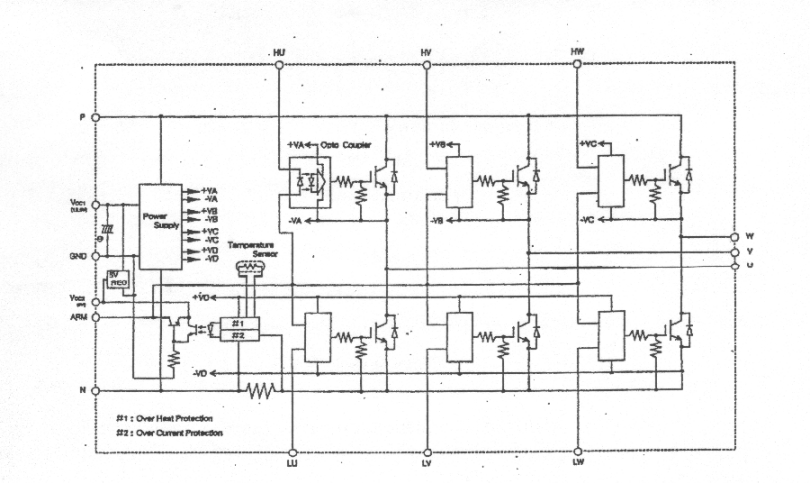 HU HV HW
P
+VA Opto Coupler +VB +VC
+VA
-VA
+VB
-VB
+VC
-VC
+VD
-VD
Power
Supply
VCC1
-VA -VB -VC
W
V
U
Temperature
Sensor
GND
5V
REG
VCC2
+VD
ARM
#1
#2
-VD
N
#1 : Over Heat Protection
#2 : Over Current Protection
LU LV LW